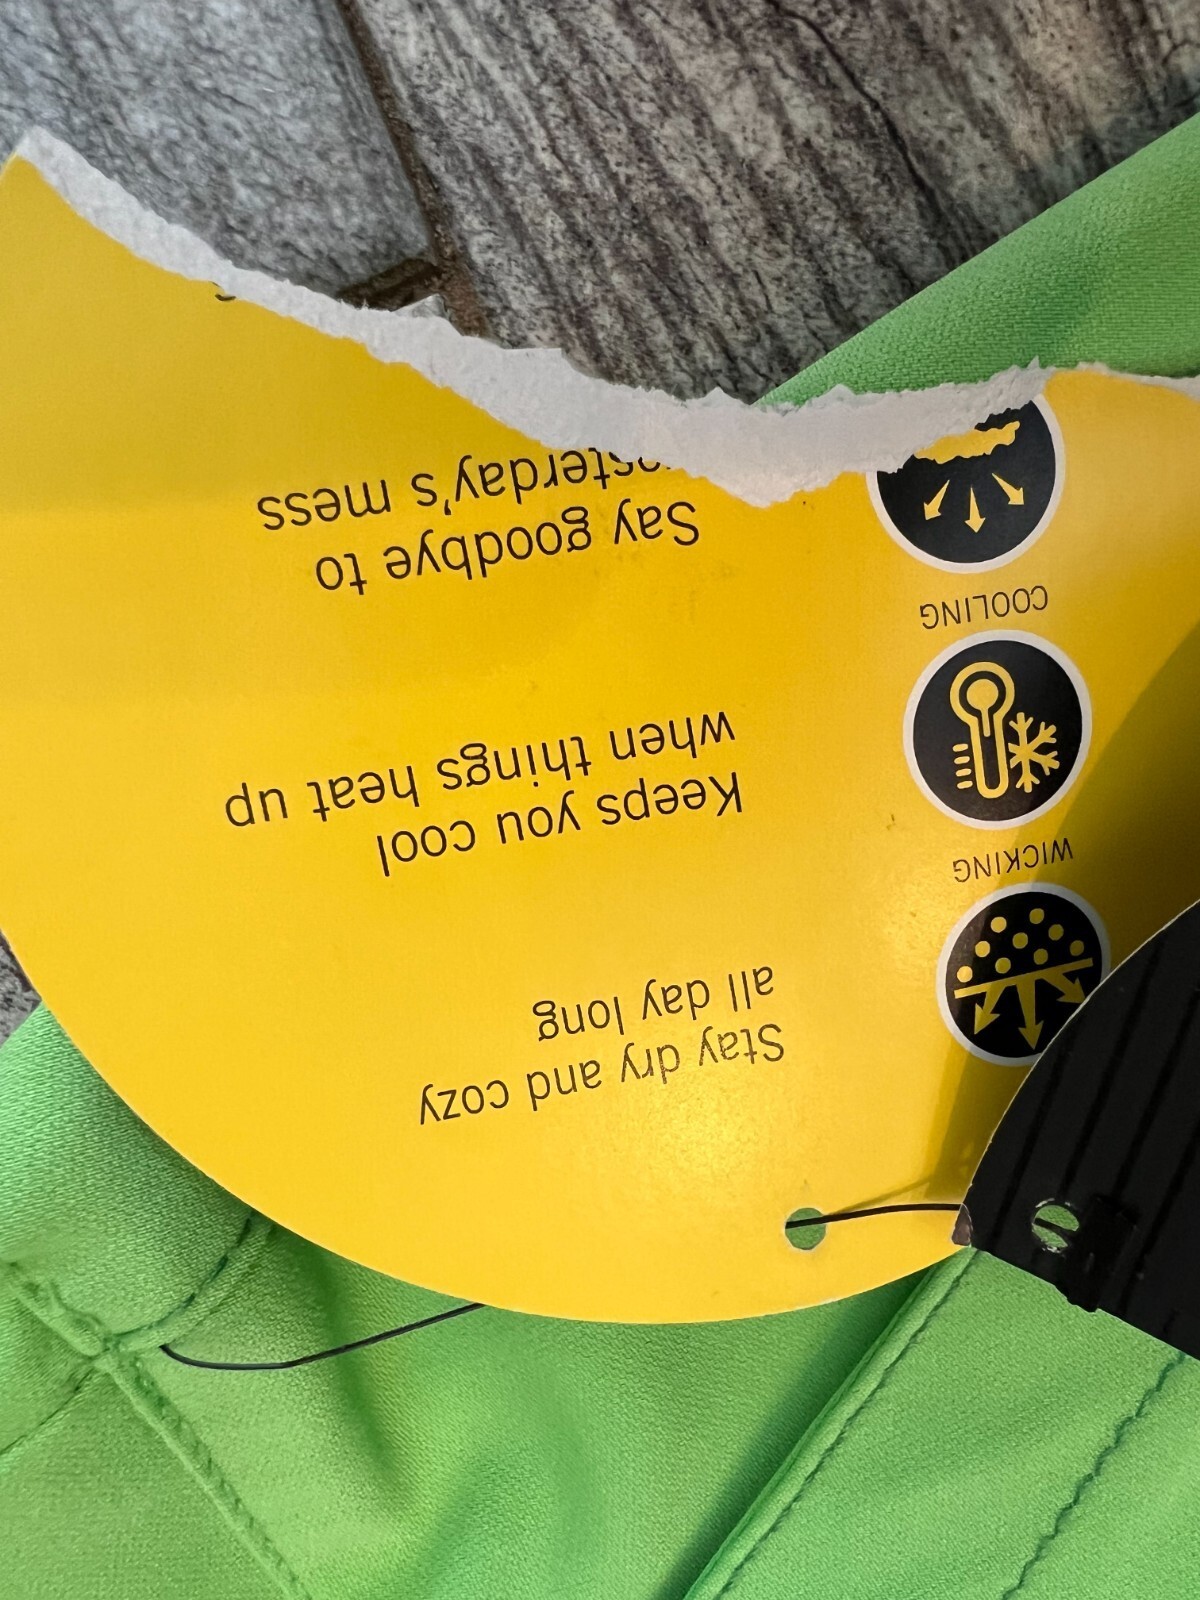 Stay dry and cozy
all day long
WICKING
Keeps you cool
when things heat up
COOLING
Say goodbye to
esterday's mess